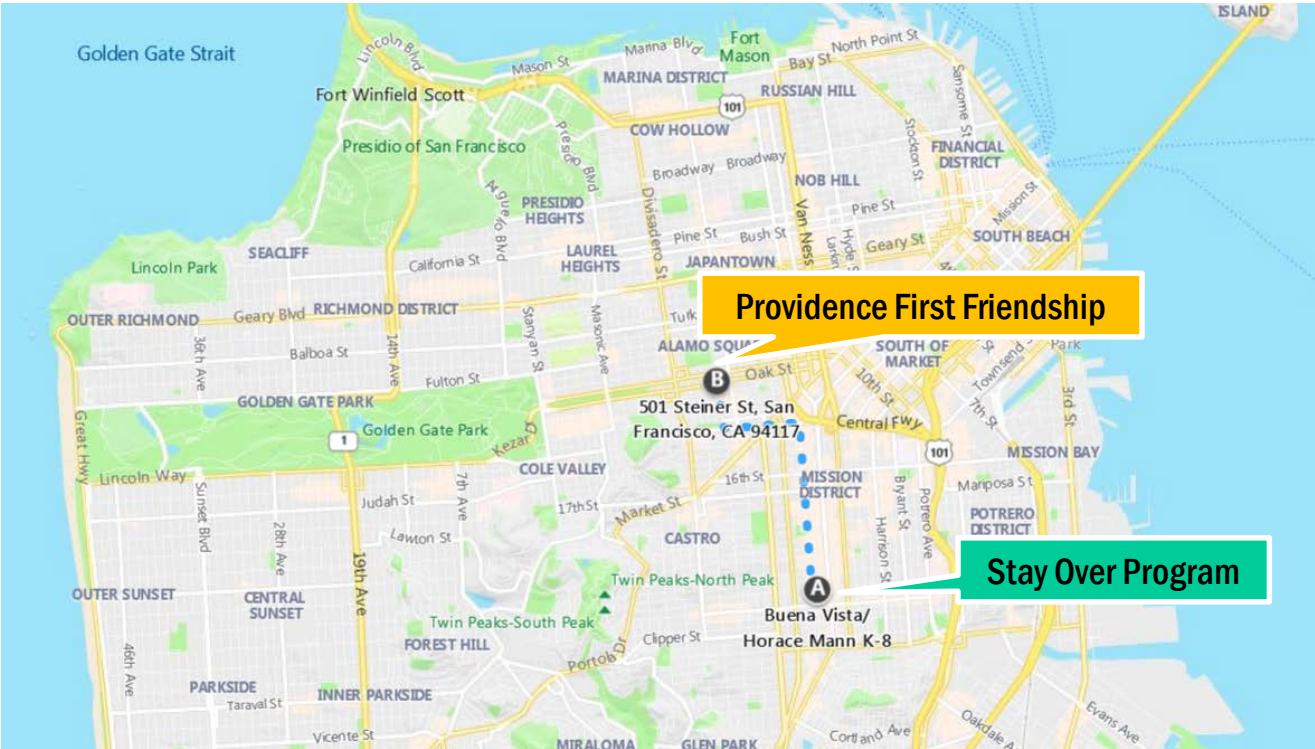 ISLAND
Golden Gate Strait
Lincoln Blvd
Mason St
Marina Blvd
Fort
Mason
North Point St
Bay St
MARINA DISTRICT
RUSSIAN HILL
Fort Winfield Scott
101
Sansome St
COW HOLLOW
Stockton St
Presidio of San Francisco
Presidio Blvd
FINANCIAL
DISTRICT
Broadway
Broadway
NOB HILL
Arguello Blvd
Divisadero St
Van Ness
Mission St
PRESIDIO
HEIGHTS
Pine St
Pine St
Bush St
Hyde S
Larkin
Geary St
SOUTH BEACH
SEACLIFF
LAUREL
HEIGHTS
California St
JAPANTOWN
Lincoln Park
Providence First Friendship
OUTER RICHMOND
Geary Blvd
RICHMOND DISTRICT
Stanyan St
Masonic Ave
Turk
36th Ave
14th Ave
Balboa St
ALAMO SQUA
SOUTH OF
MARKET
St
Townsend
Park
Fulton St
B
Oak St
10th St
7th St
3rd St
GOLDEN GATE PARK
501 Steiner St, San
Francisco, CA 94117
Central Fwy
Great Hwy
Golden Gate Park
1
Kezar
101
MISSION BAY
Lincoln Way
COLE VALLEY
7th Ave
16th St
MISSION
DISTRICT
Sunset Blvd
Judah St
17th St
Market St
Bryant St
Potrero Ave
Mariposa St
28th Ave
Lawton St
CASTRO
Harrison St
POTRERO
DISTRICT
19th Ave
Stay Over Program
Twin Peaks-North Peak
A
OUTER SUNSET
CENTRAL
SUNSET
Twin Peaks-South Peak
Buena Vista/
Horace Mann K-8
FOREST HILL
Clipper St
Portola Dr
46th Ave
PARKSIDE
INNER PARKSIDE
Taraval St
Vicente St
MIRALOMA
GLEN PARK
Cortland Ave
Oakdale A
Evans Ave